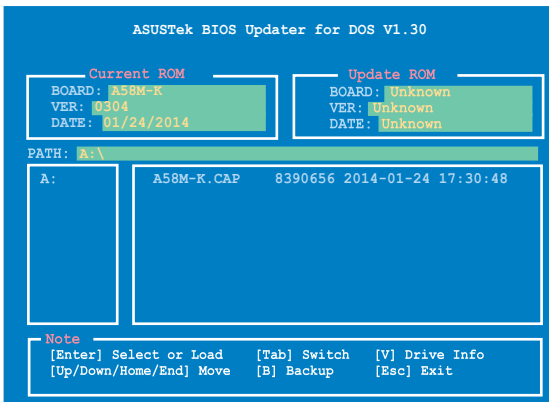 ASUSTek BIOS Updater for DOS V1.30
Current ROM
BOARD: A58M-K
VER: 0304
DATE: 01/24/2014
Update ROM
BOARD: Unknown
VER: Unknown
DATE: Unknown
PATH: A:\
A:
A58M-K.CAP 8390656 2014-01-24 17:30:48
Note
[Enter] Select or Load [Tab] Switch [V] Drive Info
[Up/Down/Home/End] Move [B] Backup [Esc] Exit